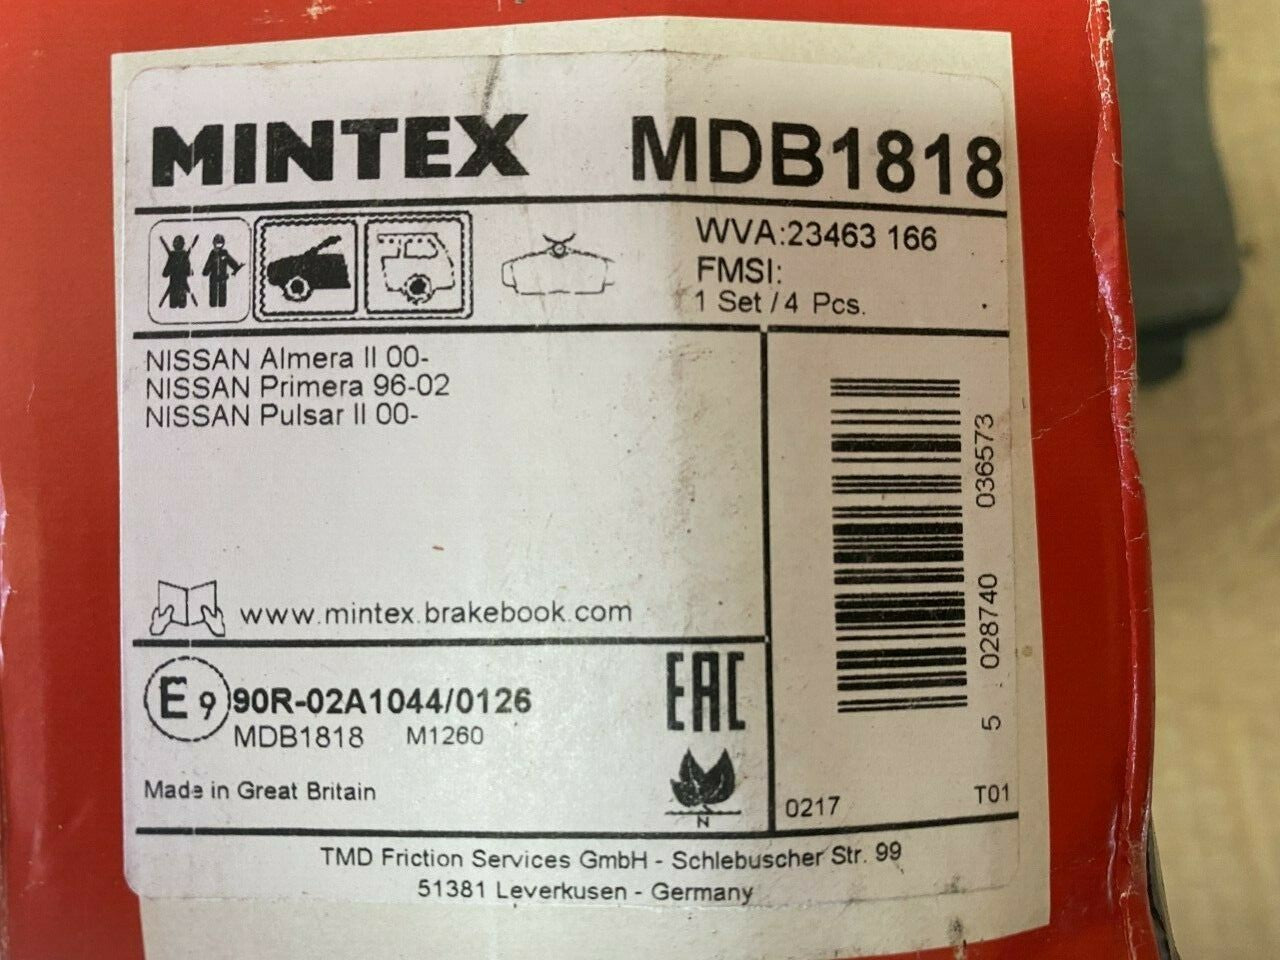 MINTEX MDB1818
WVA:23463 166
FMSI:
1 Set / 4 Pcs.
NISSAN Almera II 00-
NISSAN Primera 96-02
NISSAN Pulsar II 00-
www.mintex.brakebook.com
E9 90R-02A1044/0126
MDB1818 M1260
EAC
Made in Great Britain
N
5 028740 036573
0217 T01
TMD Friction Services GmbH - Schlebuscher Str. 99
51381 Leverkusen - Germany